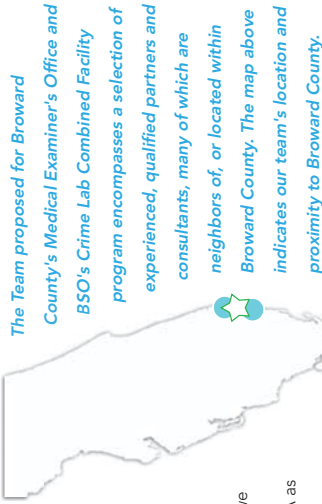 The Team proposed for Broward
County's Medical Examiner's Office and
BSO's Crime Lab Combined Facility
program encompasses a selection of
experienced, qualified partners and
consultants, many of which are
neighbors of, or located within
Broward County. The map above
indicates our team's location and
proximity to Broward County.
ve
as